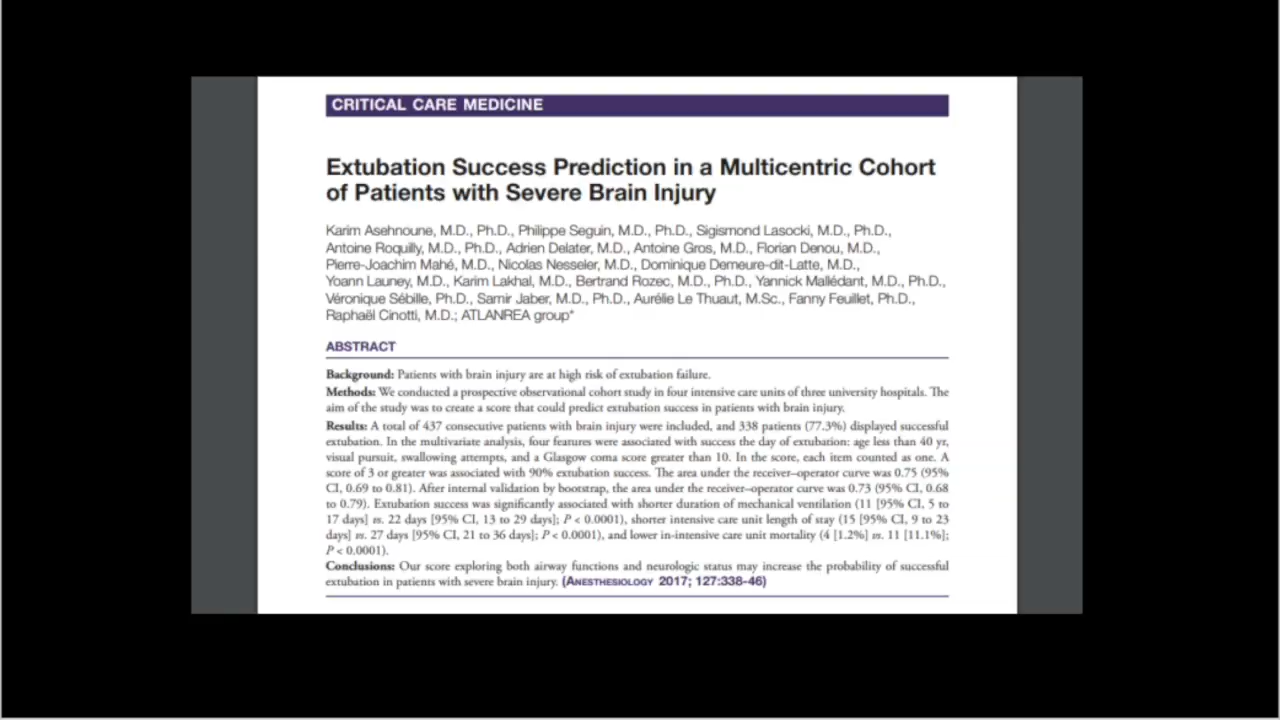 CRITICAL CARE MEDICINE
Extubation Success Prediction in a Multicentric Cohort
of Patients with Severe Brain Injury
Karim Asehnoune, M.D., Ph.D., Philippe Seguin, M.D., Ph.D., Sigismond Lasocki, M.D., Ph.D.,
Antoine Roquilly, M.D., Ph.D., Adrien Delater, M.D., Antoine Gros, M.D., Florian Denou, M.D.,
Pierre-Joachim Mahé, M.D., Nicolas Nesseler, M.D., Dominique Demeure-dit-Latte, M.D.,
Yoann Launey, M.D., Karim Lakhal, M.D., Bertrand Rozec, M.D., Ph.D., Yannick Mallédant, M.D., Ph.D.,
Véronique Sébille, Ph.D., Samir Jaber, M.D., Ph.D., Aurélie Le Thuaut, M.Sc., Fanny Feuillet, Ph.D.,
Raphaël Cinotti, M.D.; ATLANREA group*
ABSTRACT
Background: Patients with brain injury are at high risk of extubation failure.
Methods: We conducted a prospective observational cohort study in four intensive care units of three university hospitals. The
aim of the study was to create a score that could predict extubation success in patients with brain injury.
Results: A total of 437 consecutive patients with brain injury were included, and 338 patients (77.3%) displayed successful
extubation. In the multivariate analysis, four features were associated with success the day of extubation: age less than 40 yr,
visual pursuit, swallowing attempts, and a Glasgow coma score greater than 10. In the score, each item counted as one. A
score of 3 or greater was associated with 90% extubation success. The area under the receiver–operator curve was 0.75 (95%
CI, 0.69 to 0.81). After internal validation by bootstrap, the area under the receiver–operator curve was 0.73 (95% CI, 0.68
to 0.79). Extubation success was significantly associated with shorter duration of mechanical ventilation (11 [95% CI, 5 to
17 days] vs. 22 days [95% CI, 13 to 29 days]; P < 0.0001), shorter intensive care unit length of stay (15 [95% CI, 9 to 23
days] vs. 27 days [95% CI, 21 to 36 days]; P < 0.0001), and lower in-intensive care unit mortality (4 [1.2%] vs. 11 [11.1%];
P < 0.0001).
Conclusions: Our score exploring both airway functions and neurologic status may increase the probability of successful
extubation in patients with severe brain injury. (ANESTHESIOLOGY 2017; 127:338-46)